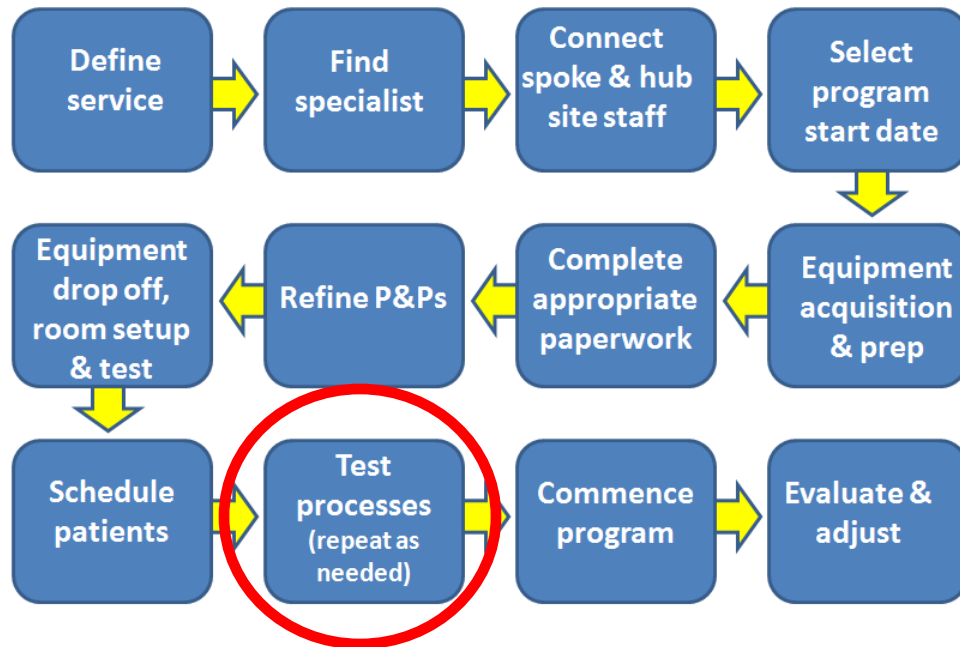 Define
service
Find
specialist
Connect
spoke & hub
site staff
Select
program
start date
Equipment
acquisition
& prep
Complete
appropriate
paperwork
Refine P&Ps
Equipment
drop off,
room setup
& test
Schedule
patients
Test
processes
(repeat as
needed)
Commence
program
Evaluate &
adjust